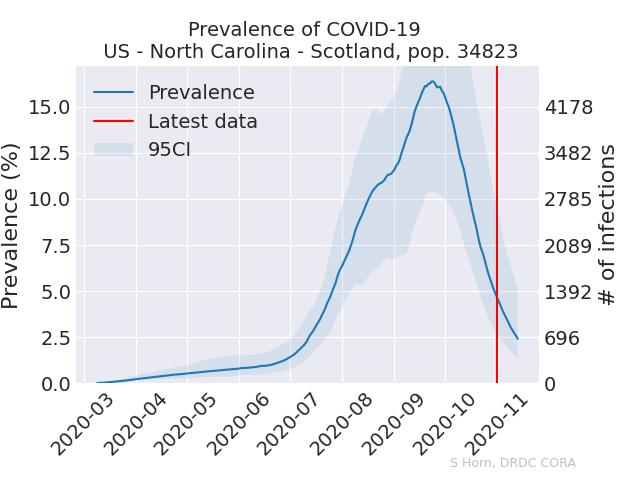 Prevalence of COVID-19
US - North Carolina - Scotland, pop. 34823
Prevalence
Latest data
95CI
Prevalence (%)
15.0
12.5
10.0
7.5
5.0
2.5
0.0
4178
3482
2785
2089
1392
696
0
# of infections
2020-03
2020-04
2020-05
2020-06
2020-07
2020-08
2020-09
2020-10
2020-11
S Horn, DRDC CORA